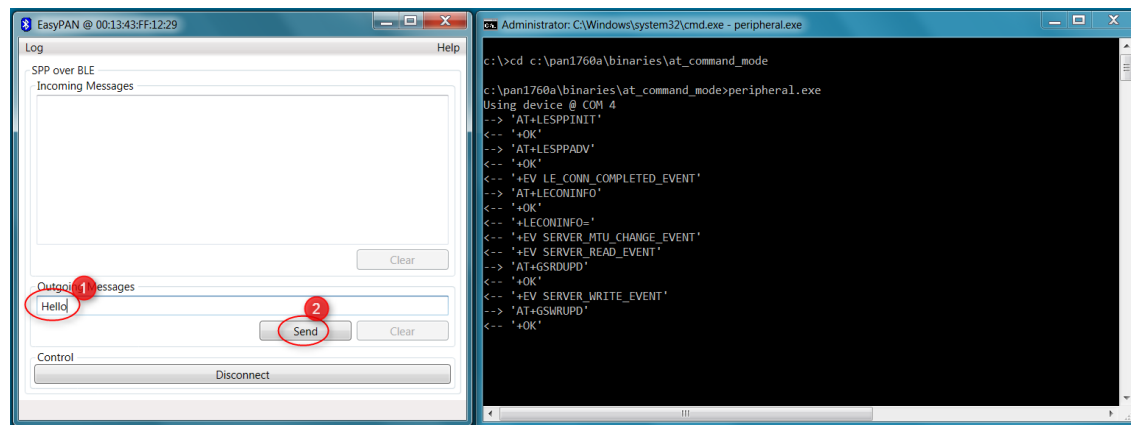 EasyPAN @ 00:13:43:FF:12:29
Log Help
SPP over BLE
Incoming Messages
Clear
Outgoing Messages
1
Hello
2
Send Clear
Control
Disconnect
Administrator: C:\Windows\system32\cmd.exe - peripheral.exe
c:\>cd c:\pan1760a\binaries\at_command_mode
c:\pan1760a\binaries\at_command_mode>peripheral.exe
Using device @ COM 4
--> 'AT+LESPPINIT'
<-- '+OK'
--> 'AT+LESPPADV'
<-- '+OK'
<-- '+EV LE_CONN_COMPLETED_EVENT'
--> 'AT+LECONINFO'
<-- '+OK'
<-- '+LECONINFO='
<-- '+EV SERVER_MTU_CHANGE_EVENT'
<-- '+EV SERVER_READ_EVENT'
--> 'AT+GSRDUPD'
<-- '+OK'
<-- '+EV SERVER_WRITE_EVENT'
--> 'AT+GSWRUPD'
<-- '+OK'